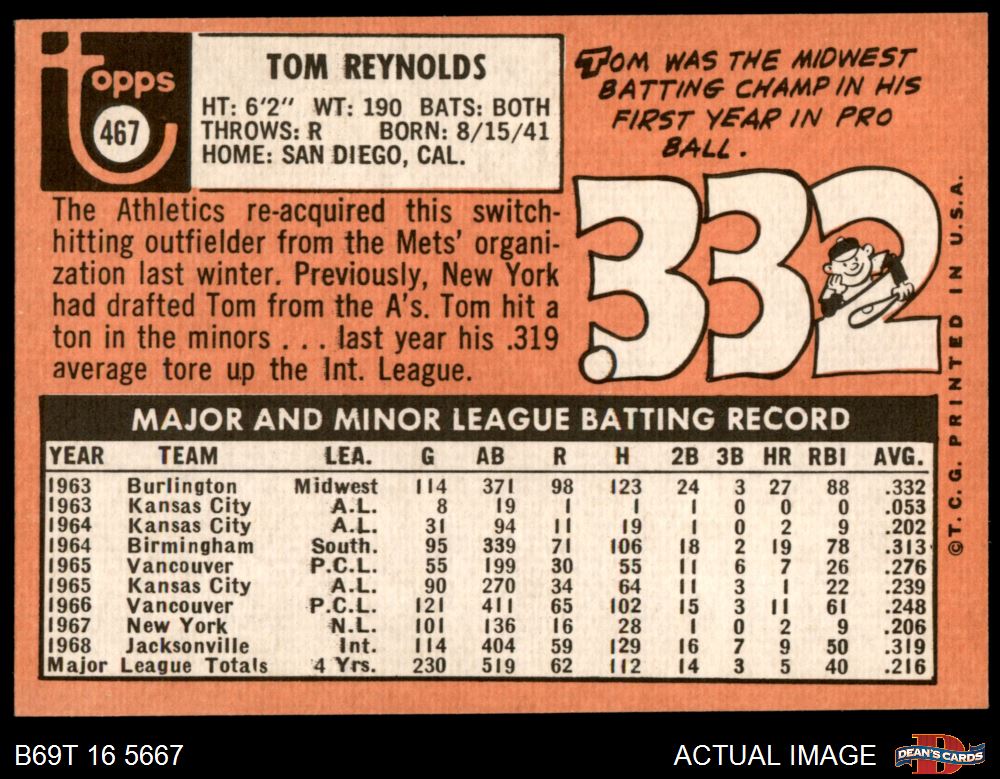 topps
467
TOM REYNOLDS
HT: 6'2" WT: 190 BATS: BOTH
THROWS: R BORN: 8/15/41
HOME: SAN DIEGO, CAL.
The Athletics re-acquired this switch-
hitting outfielder from the Mets' organi-
zation last winter. Previously, New York
had drafted Tom from the A's. Tom hit a
ton in the minors . . . last year his .319
average tore up the Int. League.
TOM WAS THE MIDWEST
BATTING CHAMP IN HIS
FIRST YEAR IN PRO
BALL.
.332
© T. C. G. PRINTED IN U.S.A.
MAJOR AND MINOR LEAGUE BATTING RECORD
YEAR TEAM LEA. G AB R H 2B 3B HR RBI AVG.
1963 Burlington Midwest 114 371 98 123 24 3 27 88 .332
1963 Kansas City A.L. 8 19 1 1 1 0 0 0 .053
1964 Kansas City A.L. 31 94 11 19 1 0 2 9 .202
1964 Birmingham South. 95 339 71 106 18 2 19 78 .313
1965 Vancouver P.C.L. 55 199 30 55 11 6 7 26 .276
1965 Kansas City A.L. 90 270 34 64 11 3 1 22 .239
1966 Vancouver P.C.L. 121 411 65 102 15 3 11 61 .248
1967 New York N.L. 101 136 16 28 1 0 2 9 .206
1968 Jacksonville Int. 114 404 59 129 16 7 9 50 .319
Major League Totals 4 Yrs. 230 519 62 112 14 3 5 40 .216
B69T 16 5667
ACTUAL IMAGE
DEAN'S CARDS